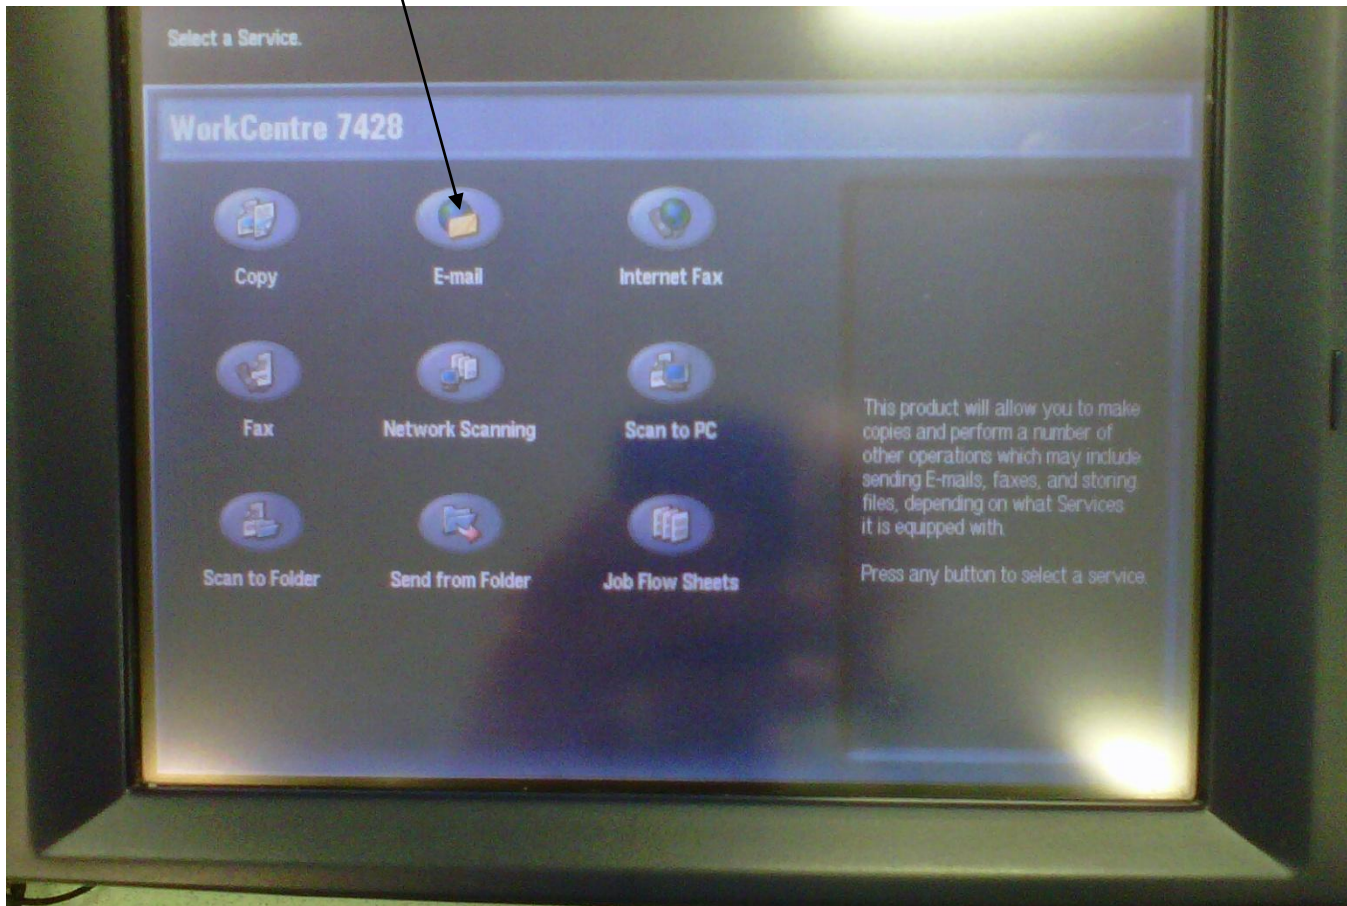 Select a Service.
WorkCentre 7428
Copy
E-mail
Internet Fax
Fax
Network Scanning
Scan to PC
Scan to Folder
Send from Folder
Job Flow Sheets
This product will allow you to make
copies and perform a number of
other operations which may include
sending E-mails, faxes, and storing
files, depending on what Services
it is equipped with.
Press any button to select a service.